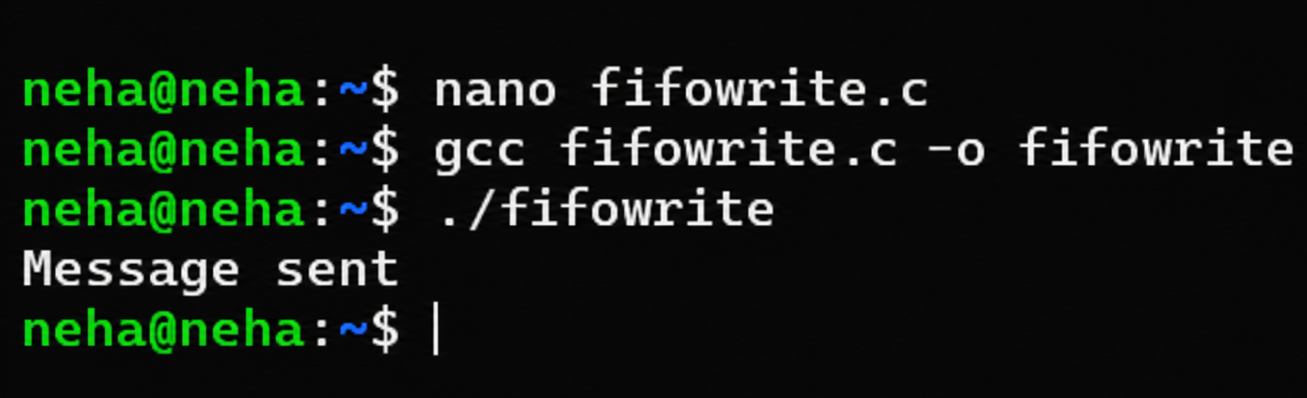 neha@neha:~$ nano fifowrite.c
neha@neha:~$ gcc fifowrite.c -o fifowrite
neha@neha:~$ ./fifowrite
Message sent
neha@neha:~$